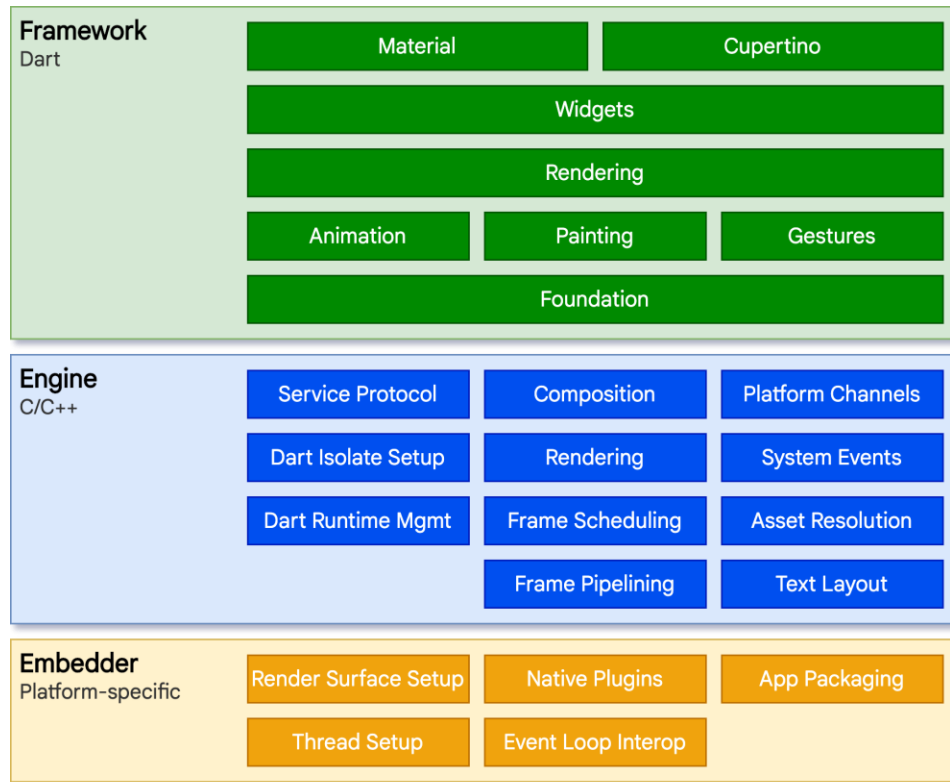 Framework
Dart
Material
Cupertino
Widgets
Rendering
Animation
Painting
Gestures
Foundation
Engine
C/C++
Service Protocol
Composition
Platform Channels
Dart Isolate Setup
Rendering
System Events
Dart Runtime Mgmt
Frame Scheduling
Asset Resolution
Frame Pipelining
Text Layout
Embedder
Platform-specific
Render Surface Setup
Native Plugins
App Packaging
Thread Setup
Event Loop Interop